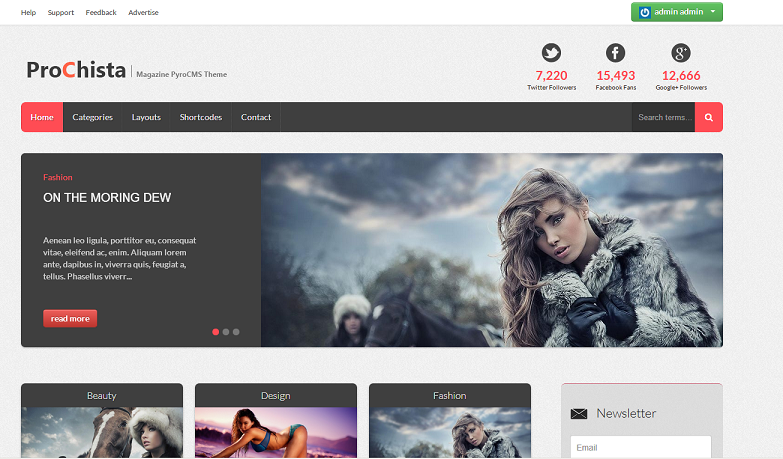 Help Support Feedback Advertise
admin admin
ProChista Magazine PyroCMS Theme
7,220 15,493 12,666
Twitter Followers Facebook Fans Google+ Followers
Home Categories Layouts Shortcodes Contact Search terms...
Fashion
ON THE MORING DEW
Aenean leo ligula, porttitor eu, consequat
vitae, eleifend ac, enim. Aliquam lorem
ante, dapibus in, viverra quis, feugiat a,
tellus. Phasellus viverr...
read more
Beauty Design Fashion
Newsletter
Email